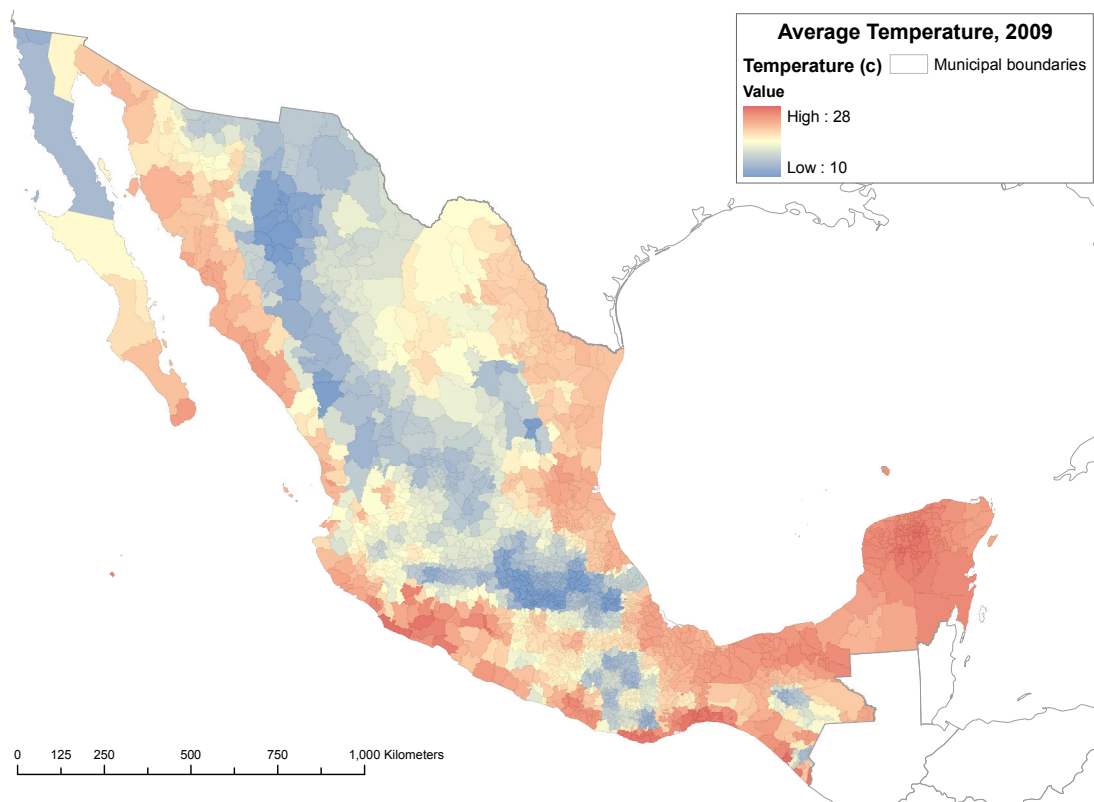 Average Temperature, 2009
Temperature (c) Municipal boundaries
Value
High : 28
Low : 10
0 125 250 500 750 1,000 Kilometers